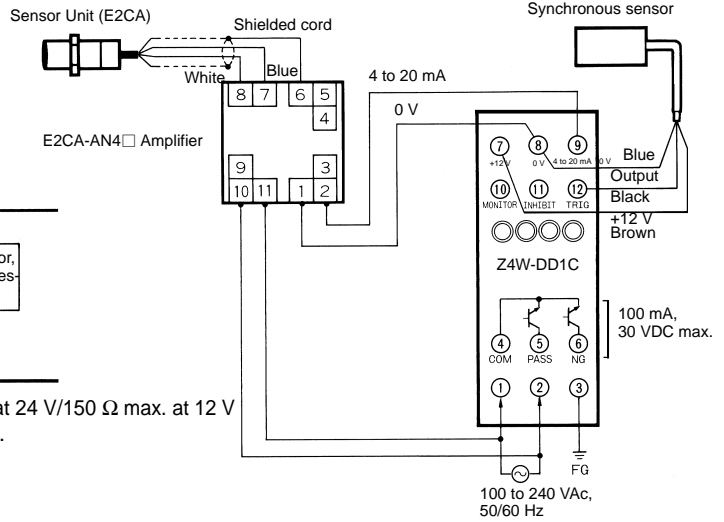 Sensor Unit (E2CA)
Shielded cord
White
Blue
8 7 6 5
4
E2CA-AN4□ Amplifier
9 3
10 11 1 2
4 to 20 mA
0 V
Synchronous sensor
7 8 9
+12 V 0 V 4 to 20 mA 0 V
Blue
Output
Black
+12 V
Brown
10 11 12
MONITOR INHIBIT TRIG
Z4W-DD1C
100 mA,
30 VDC max.
4 5 6
COM PASS NG
1 2 3
FG
100 to 240 VAc,
50/60 Hz
or,
es-
at 24 V/150 Ω max. at 12 V
.